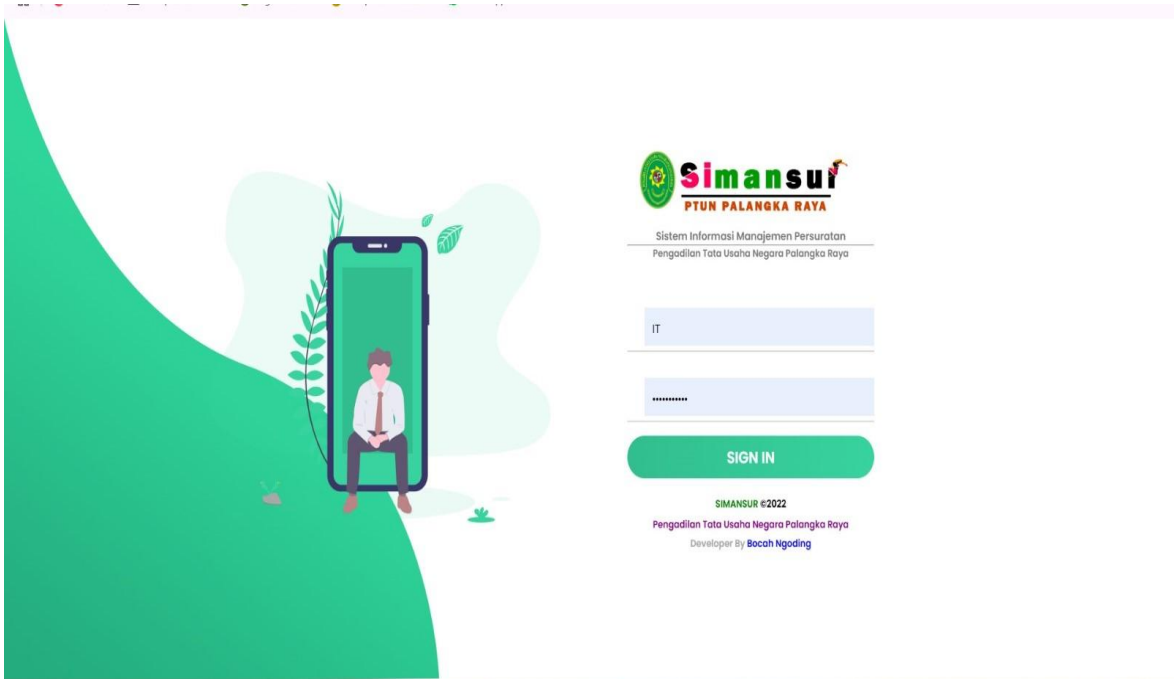 Simansur
PTUN PALANGKA RAYA
Sistem Informasi Manajemen Persuratan
Pengadilan Tata Usaha Negara Palangka Raya
IT
•••••••••••
SIGN IN
SIMANSUR ©2022
Pengadilan Tata Usaha Negara Palangka Raya
Developer By Bocah Ngoding